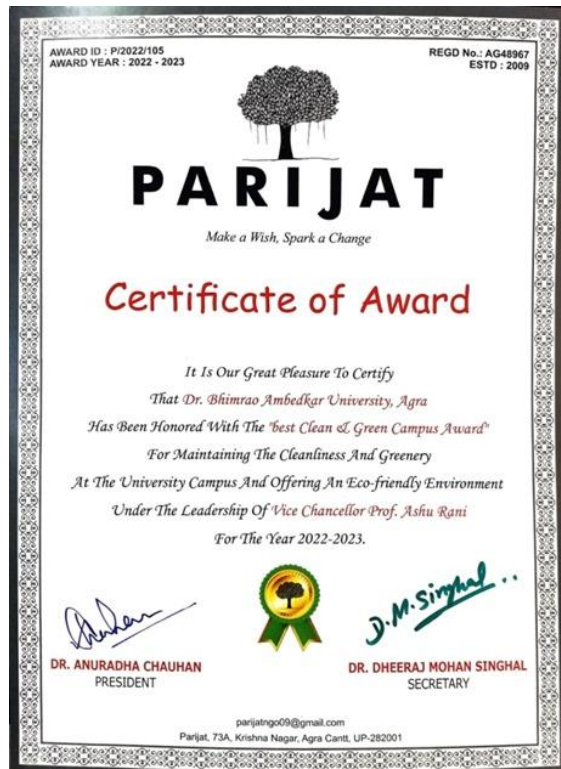 AWARD ID : P/2022/105
AWARD YEAR : 2022 - 2023
REGD No.: AG48967
ESTD : 2009
PARIJAT
Make a Wish, Spark a Change
Certificate of Award
It Is Our Great Pleasure To Certify
That Dr. Bhimrao Ambedkar University, Agra
Has Been Honored With The "best Clean & Green Campus Award"
For Maintaining The Cleanliness And Greenery
At The University Campus And Offering An Eco-friendly Environment
Under The Leadership Of Vice Chancellor Prof. Ashu Rani
For The Year 2022-2023.
Chauhan
D.M.Singhal
DR. ANURADHA CHAUHAN
PRESIDENT
DR. DHEERAJ MOHAN SINGHAL
SECRETARY
parijatngo09@gmail.com
Parijat, 73A, Krishna Nagar, Agra Cantt, UP-282001